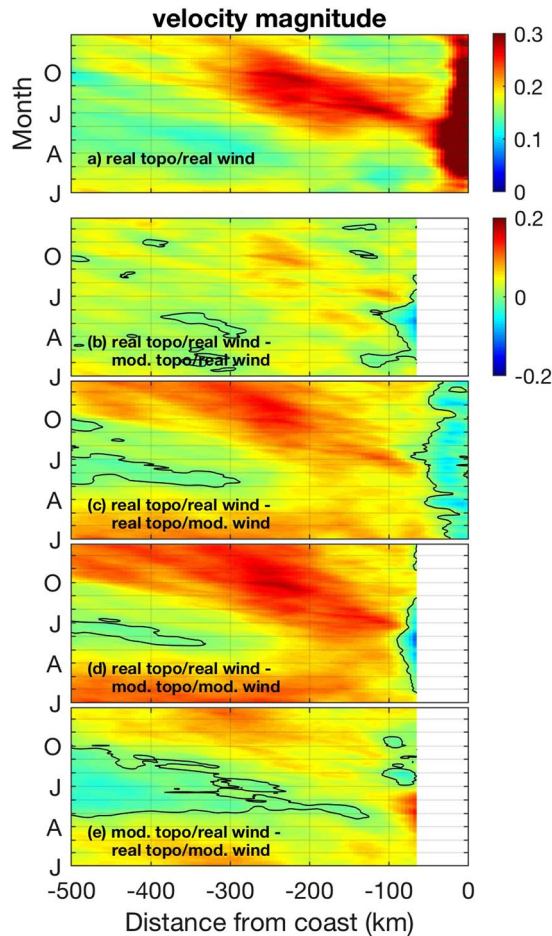 velocity magnitude
Month
O
J
A
J
a) real topo/real wind
0.3
0.2
0.1
0
O
J
A
J
(b) real topo/real wind -
mod. topo/real wind
0.2
0
-0.2
O
J
A
J
(c) real topo/real wind -
real topo/mod. wind
O
J
A
J
(d) real topo/real wind -
mod. topo/mod. wind
O
J
A
J
(e) mod. topo/real wind -
real topo/mod. wind
-500 -400 -300 -200 -100 0
Distance from coast (km)